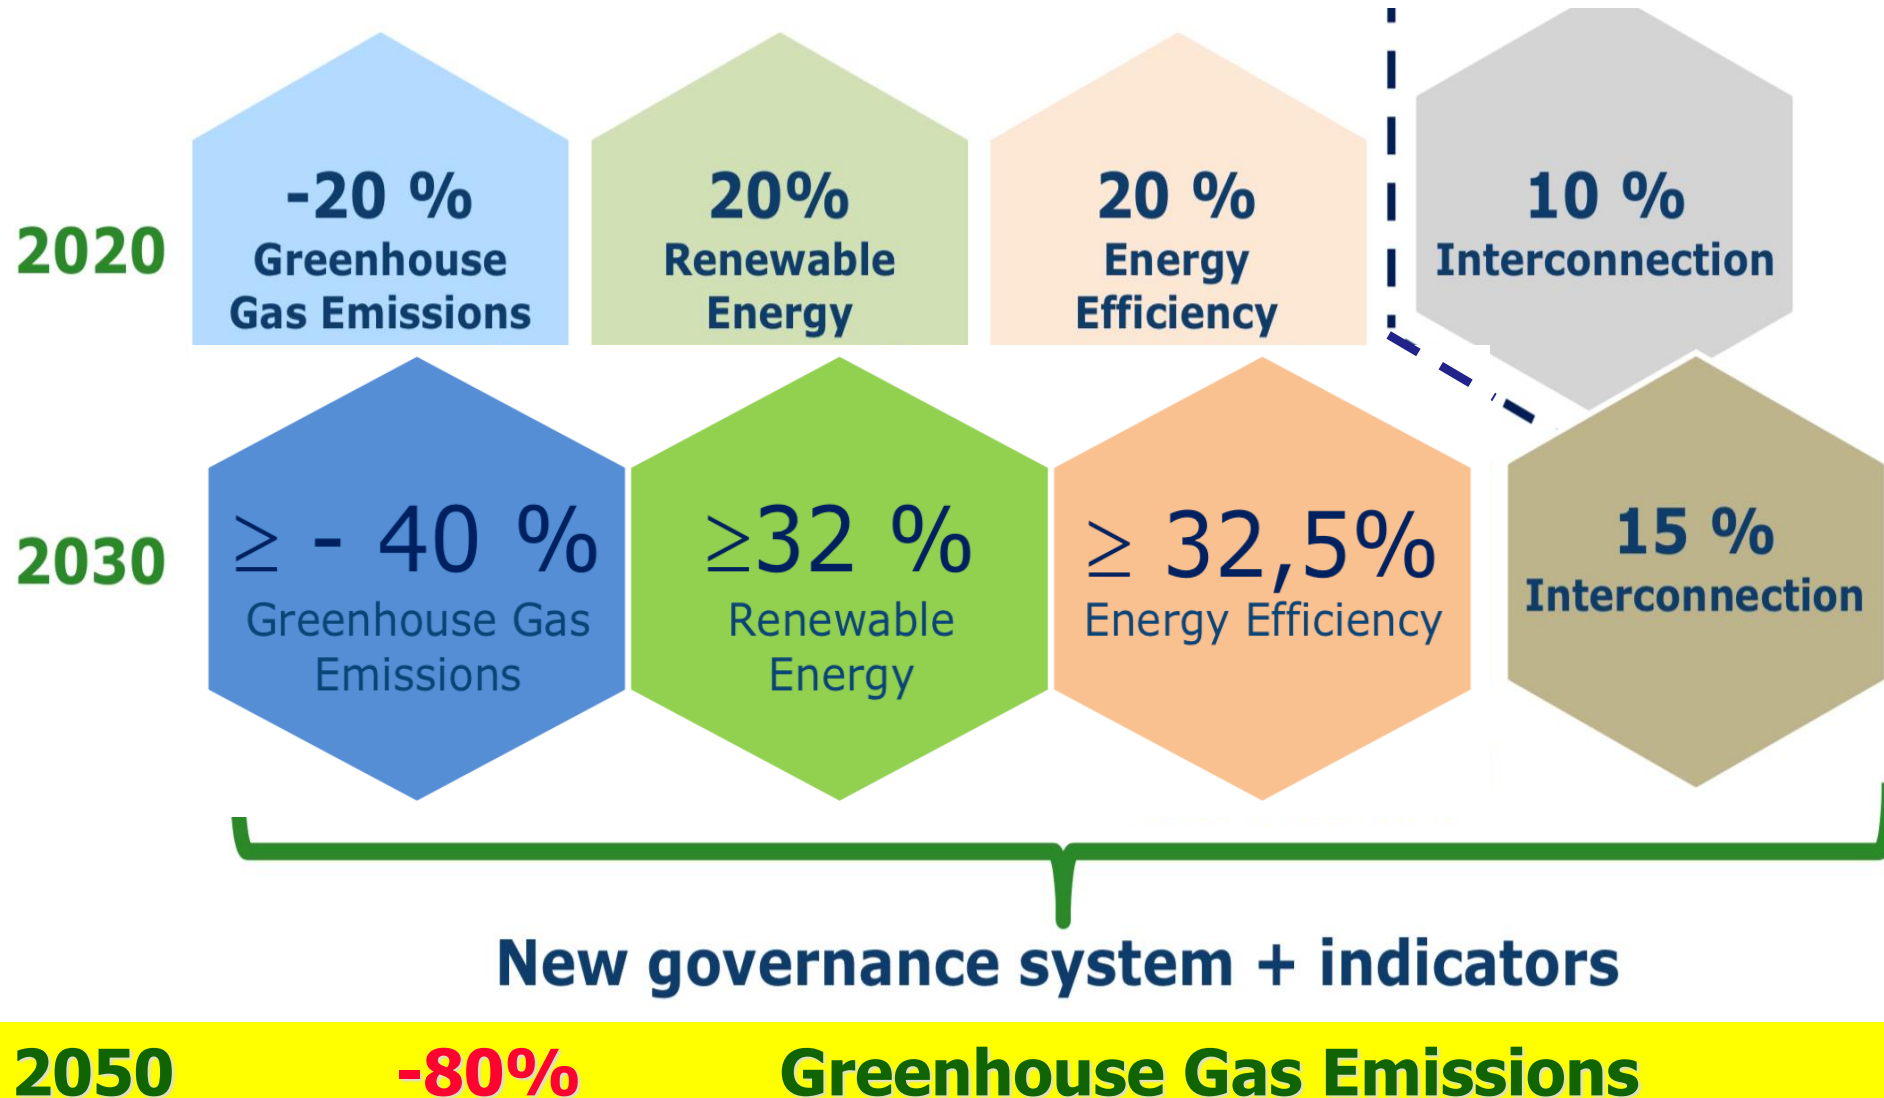 2020
-20 %
Greenhouse
Gas Emissions
20%
Renewable
Energy
20 %
Energy
Efficiency
10 %
Interconnection
2030
≥ - 40 %
Greenhouse Gas
Emissions
≥32 %
Renewable
Energy
≥ 32,5%
Energy Efficiency
15 %
Interconnection
New governance system + indicators
2050 -80% Greenhouse Gas Emissions